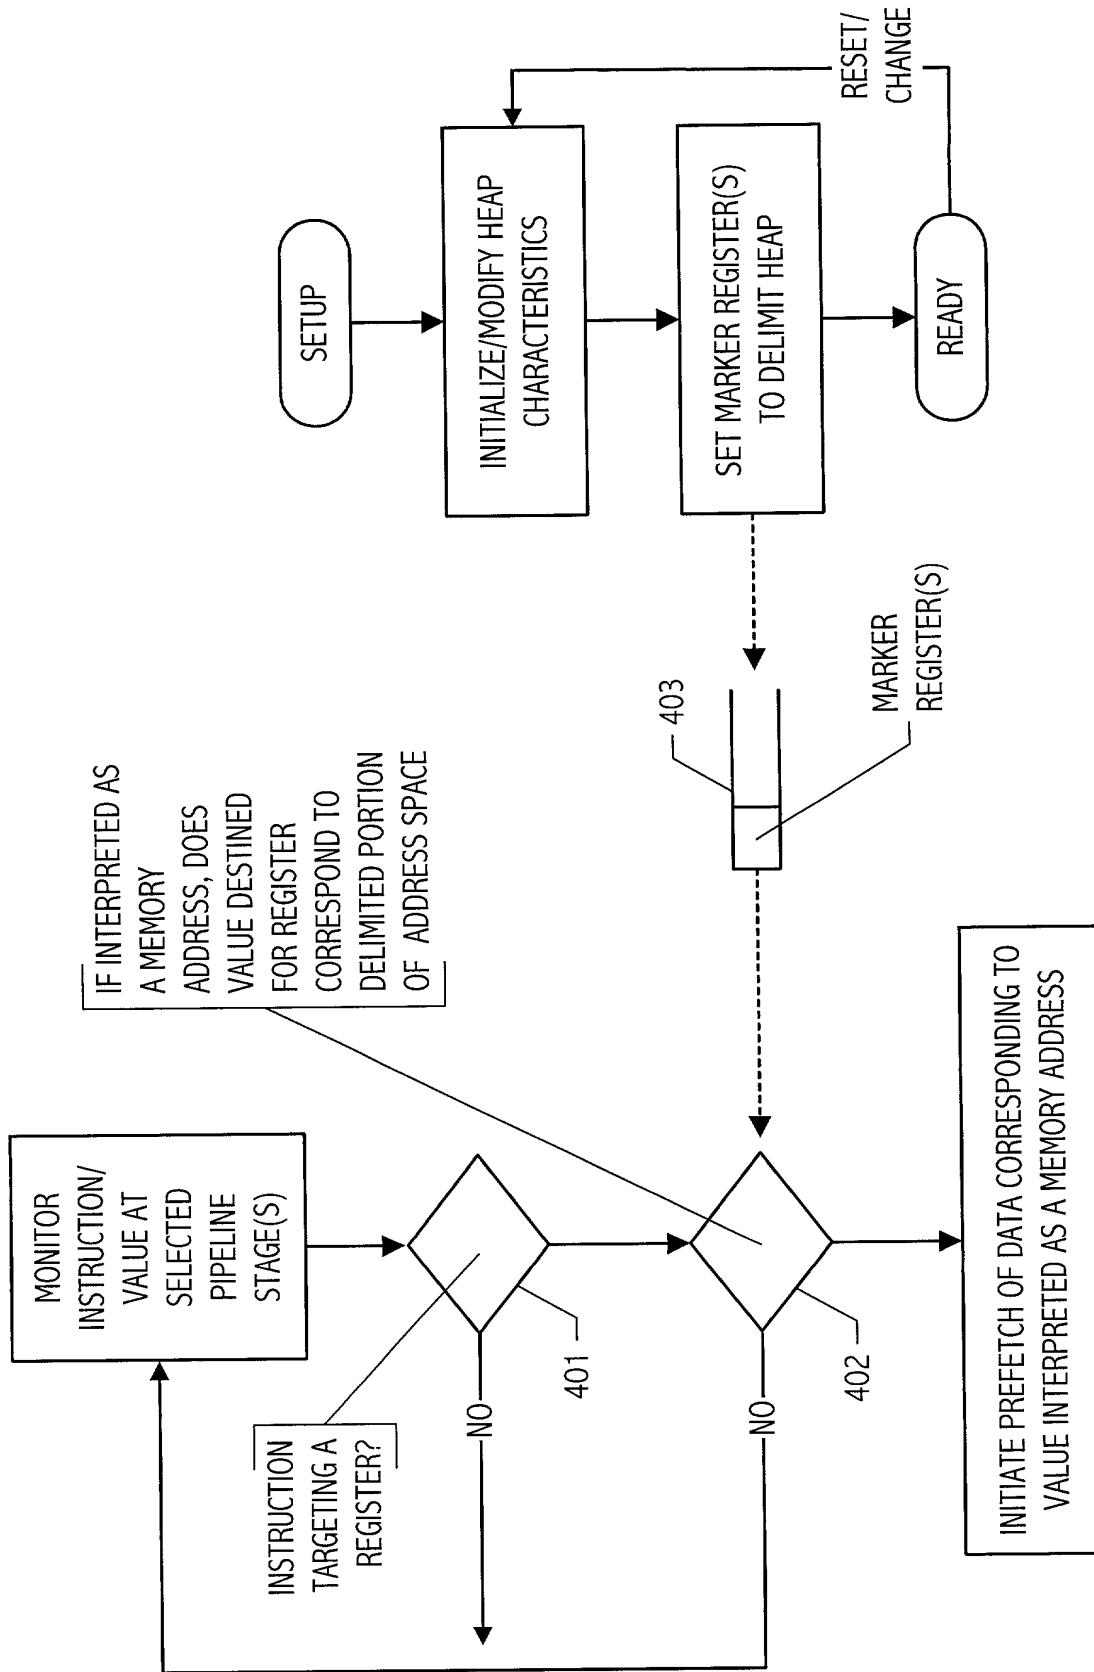 MONITOR
INSTRUCTION/
VALUE AT
SELECTED
PIPELINE
STAGE(S)
INSTRUCTION
TARGETING A
REGISTER?
NO
401
IF INTERPRETED AS
A MEMORY
ADDRESS, DOES
VALUE DESTINED
FOR REGISTER
CORRESPOND TO
DELIMITED PORTION
OF ADDRESS SPACE
NO
402
INITIATE PREFETCH OF DATA CORRESPONDING TO
VALUE INTERPRETED AS A MEMORY ADDRESS
403
MARKER
REGISTER(S)
SETUP
INITIALIZE/MODIFY HEAP
CHARACTERISTICS
SET MARKER REGISTER(S)
TO DELIMIT HEAP
READY
RESET/
CHANGE